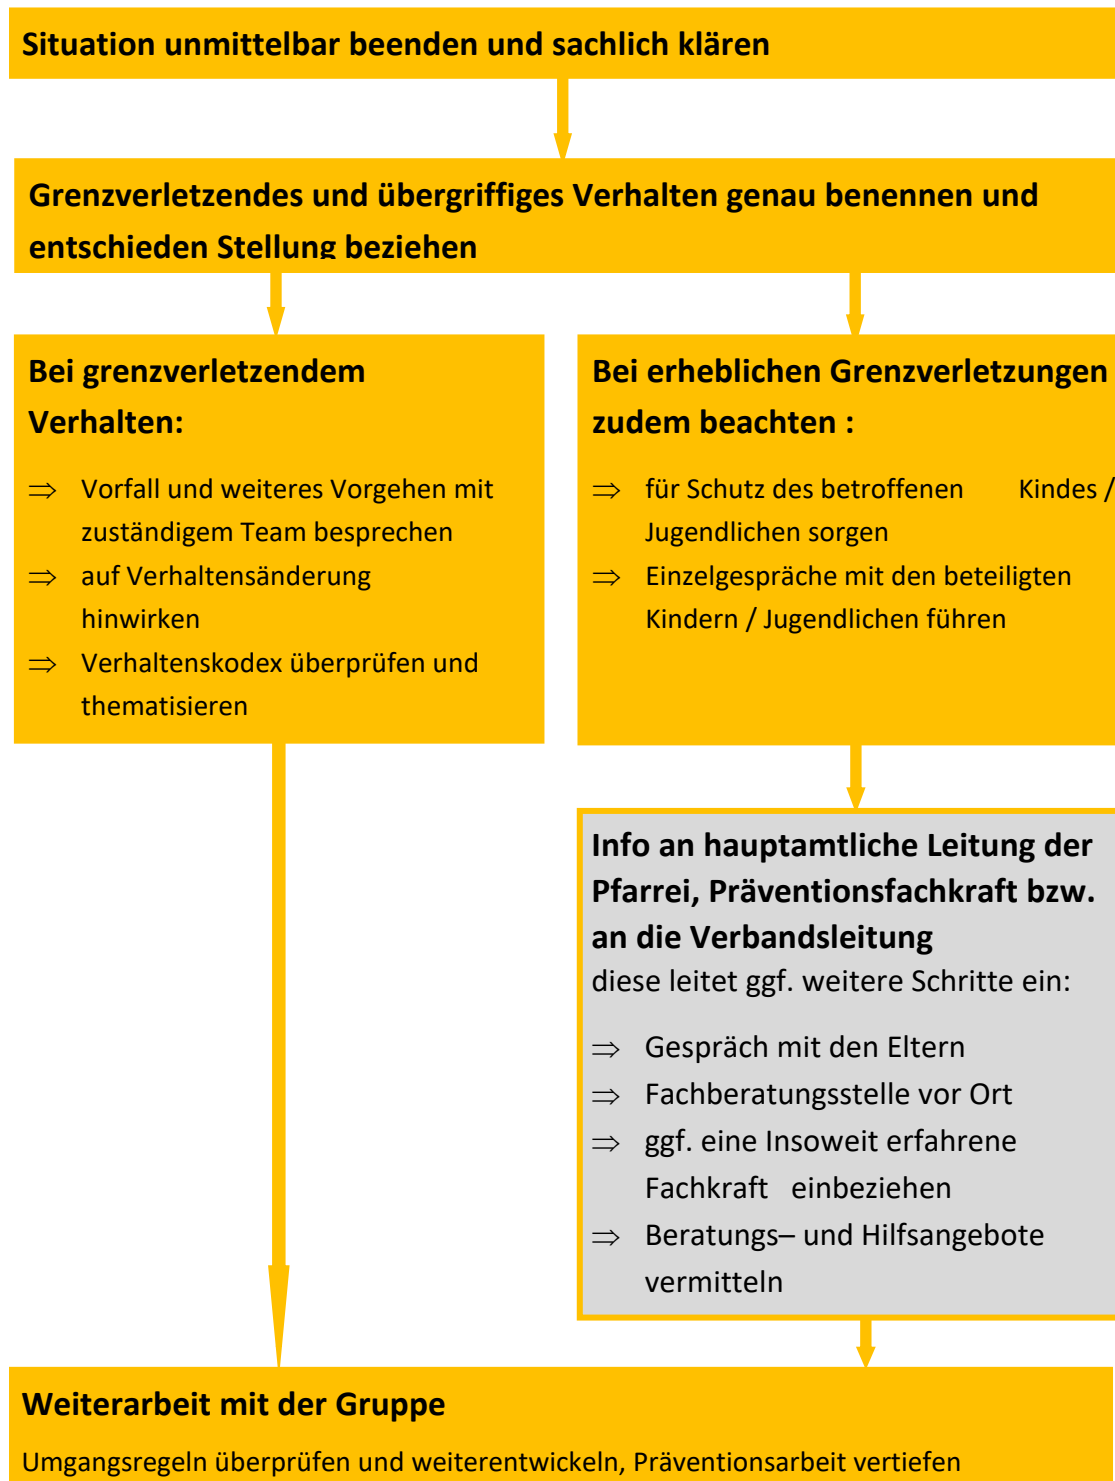 Situation unmittelbar beenden und sachlich klären
Grenzverletzendes und übergriffiges Verhalten genau benennen und
entschieden Stellung beziehen
Bei grenzverletzendem
Verhalten:
⇒ Vorfall und weiteres Vorgehen mit
zuständigem Team besprechen
⇒ auf Verhaltensänderung
hinwirken
⇒ Verhaltenskodex überprüfen und
thematisieren
Bei erheblichen Grenzverletzungen
zudem beachten :
⇒ für Schutz des betroffenen Kindes /
Jugendlichen sorgen
⇒ Einzelgespräche mit den beteiligten
Kindern / Jugendlichen führen
Info an hauptamtliche Leitung der
Pfarrei, Präventionsfachkraft bzw.
an die Verbandsleitung
diese leitet ggf. weitere Schritte ein:
⇒ Gespräch mit den Eltern
⇒ Fachberatungsstelle vor Ort
⇒ ggf. eine Insoweit erfahrene
Fachkraft einbeziehen
⇒ Beratungs– und Hilfsangebote
vermitteln
Weiterarbeit mit der Gruppe
Umgangsregeln überprüfen und weiterentwickeln, Präventionsarbeit vertiefen